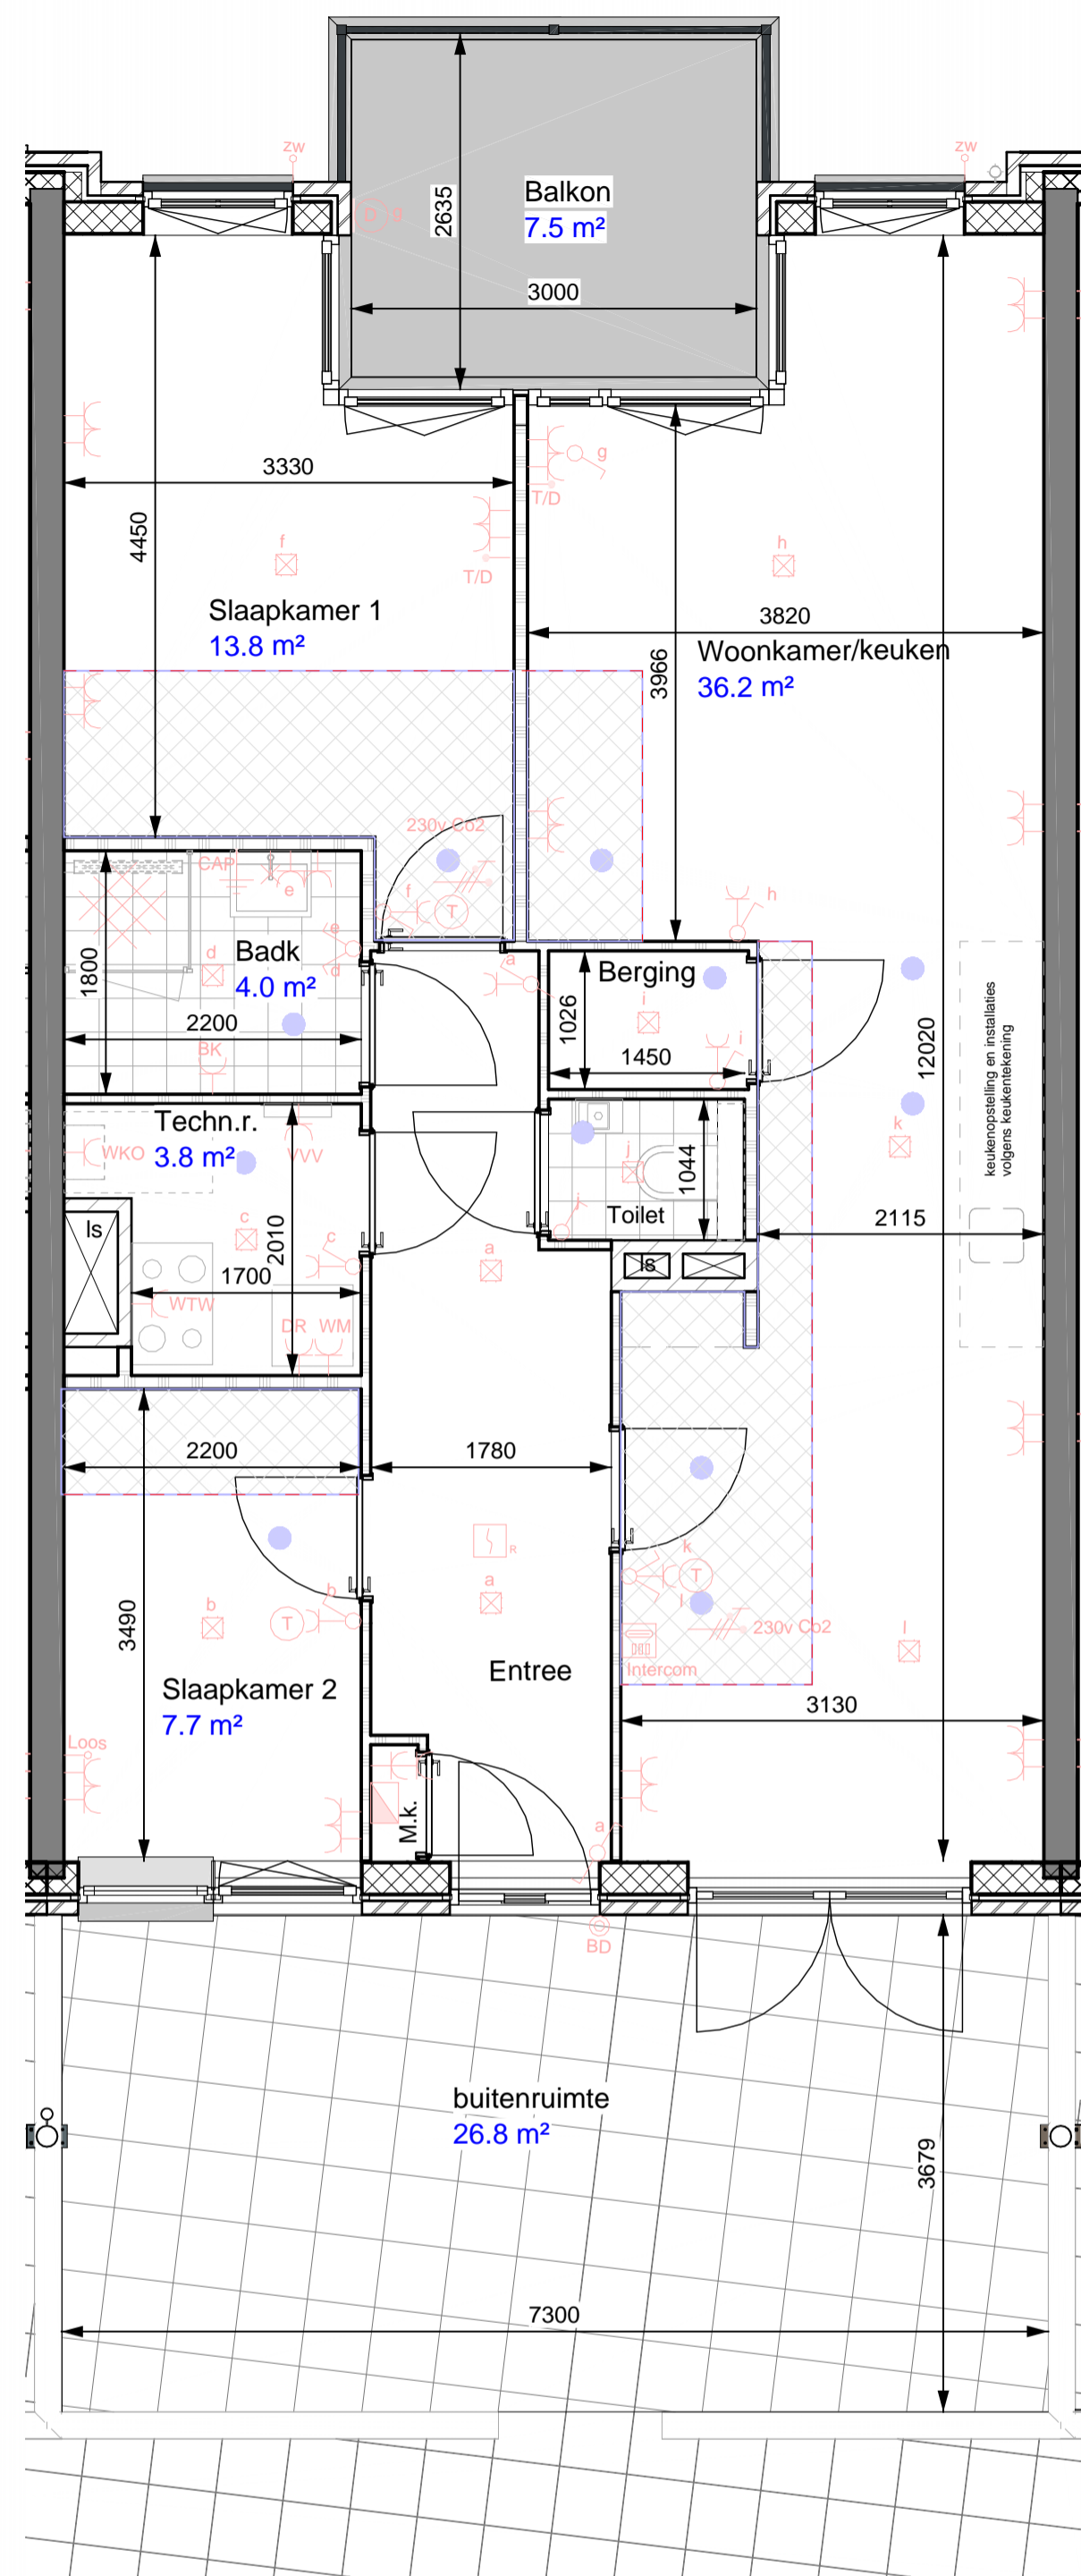 zw
zw
D g
2635
Balkon
7.5 m²
3000
3330
g
T/D
4450
f
T/D
h
Slaapkamer 1
13.8 m²
3820
Woonkamer/keuken
36.2 m²
3966
230v Co2
CAP
e
f
T
h
1800
e
d
d
Badk
4.0 m²
2200
BK
a
Berging
i
1026
1450
i
12020
keukenopstelling en installaties
volgens keukentekening
Techn.r.
3.8 m²
WKO
VVV
j
1044
k
ls
c
c
2010
1700
j
Toilet
2115
a
ls
WTW
DR WM
2200
1780
R
k
T
l
3490
b
T
b
a
230v Co2
l
Intercom
Entree
Slaapkamer 2
7.7 m²
3130
Loos
M.k.
a
BD
buitenruimte
26.8 m²
3679
7300